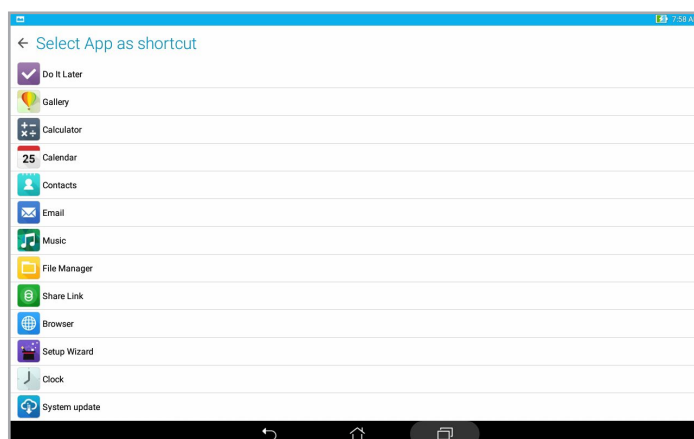 7:58 A
Select App as shortcut
Do It Later
Gallery
Calculator
25 Calendar
Contacts
Email
Music
File Manager
Share Link
Browser
Setup Wizard
Clock
System update